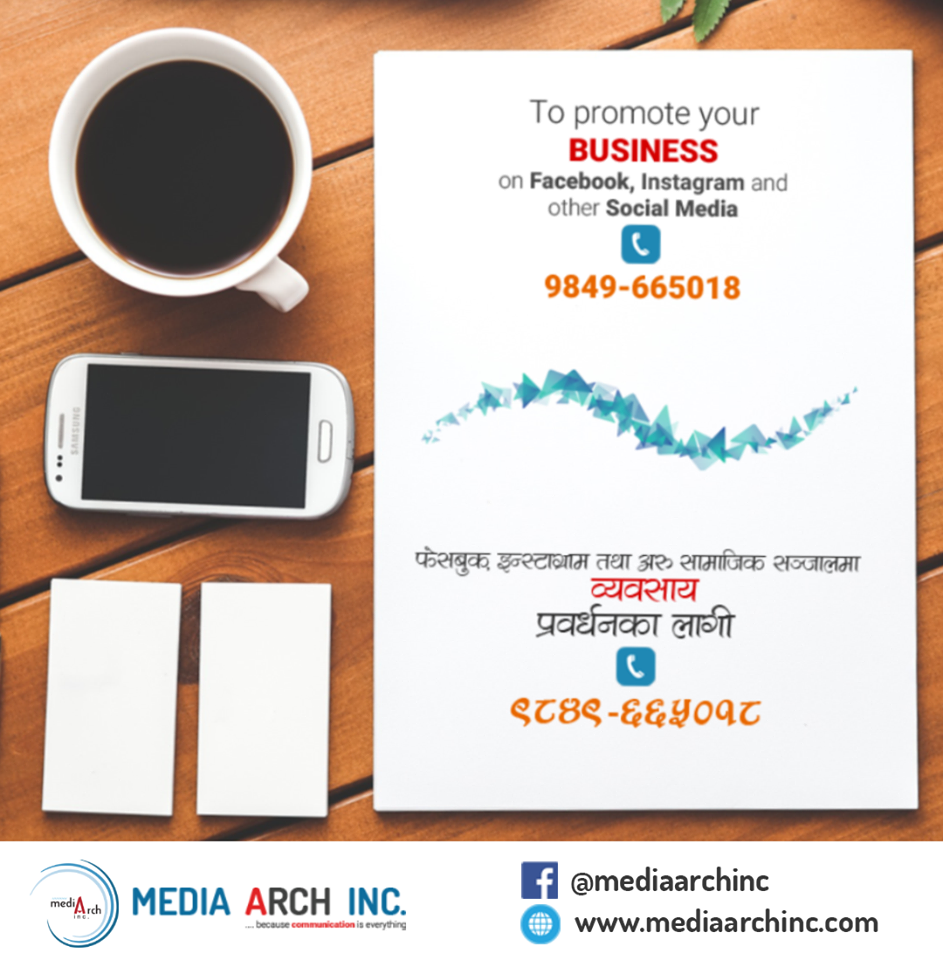 To promote your
BUSINESS
on Facebook, Instagram and
other Social Media
9849-665018
फेसबुक, इन्स्टाग्राम तथा अरु सामाजिक सञ्जालमा
व्यवसाय
प्रवर्धनका लागी
९८४९-६६५०१८
SAMSUNG
mediArch
inc.
MEDIA ARCH INC.
.... because communication is everything
@mediaarchinc
www.mediaarchinc.com